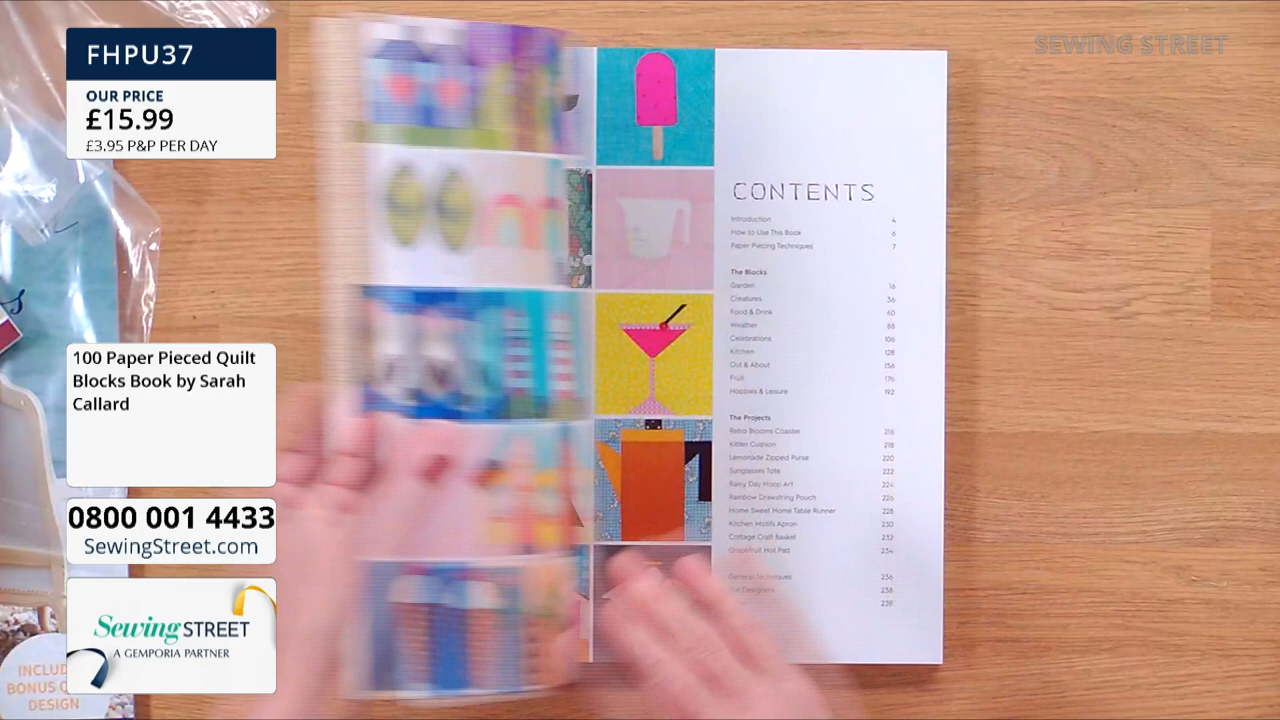 FHPU37
OUR PRICE
£15.99
£3.95 P&P PER DAY
SEWING STREET
100 Paper Pieced Quilt
Blocks Book by Sarah
Callard
0800 001 4433
SewingStreet.com
Sewing STREET
A GEMPORIA PARTNER
INCLUD
BONUS
DESIGN
CONTENTS
Introduction 4
How to Use This Book 6
Paper Piecing Techniques 7
The Blocks
Garden 16
Creatures 36
Food & Drink 60
Weather 88
Celebrations 106
Kitchen 128
Out & About 156
Fruit 176
Hobbies & Leisure 192
The Projects
Retro Blooms Coaster 216
Kitten Cushion 218
Lemonade Zipped Purse 220
Sunglasses Tote 222
Rainy Day Hoop Art 224
Rainbow Drawstring Pouch 226
Home Sweet Home Table Runner 228
Kitchen Motifs Apron 230
Cottage Craft Basket 232
Grapefruit Hot Pad 234
General Techniques 236
Designers 238
239